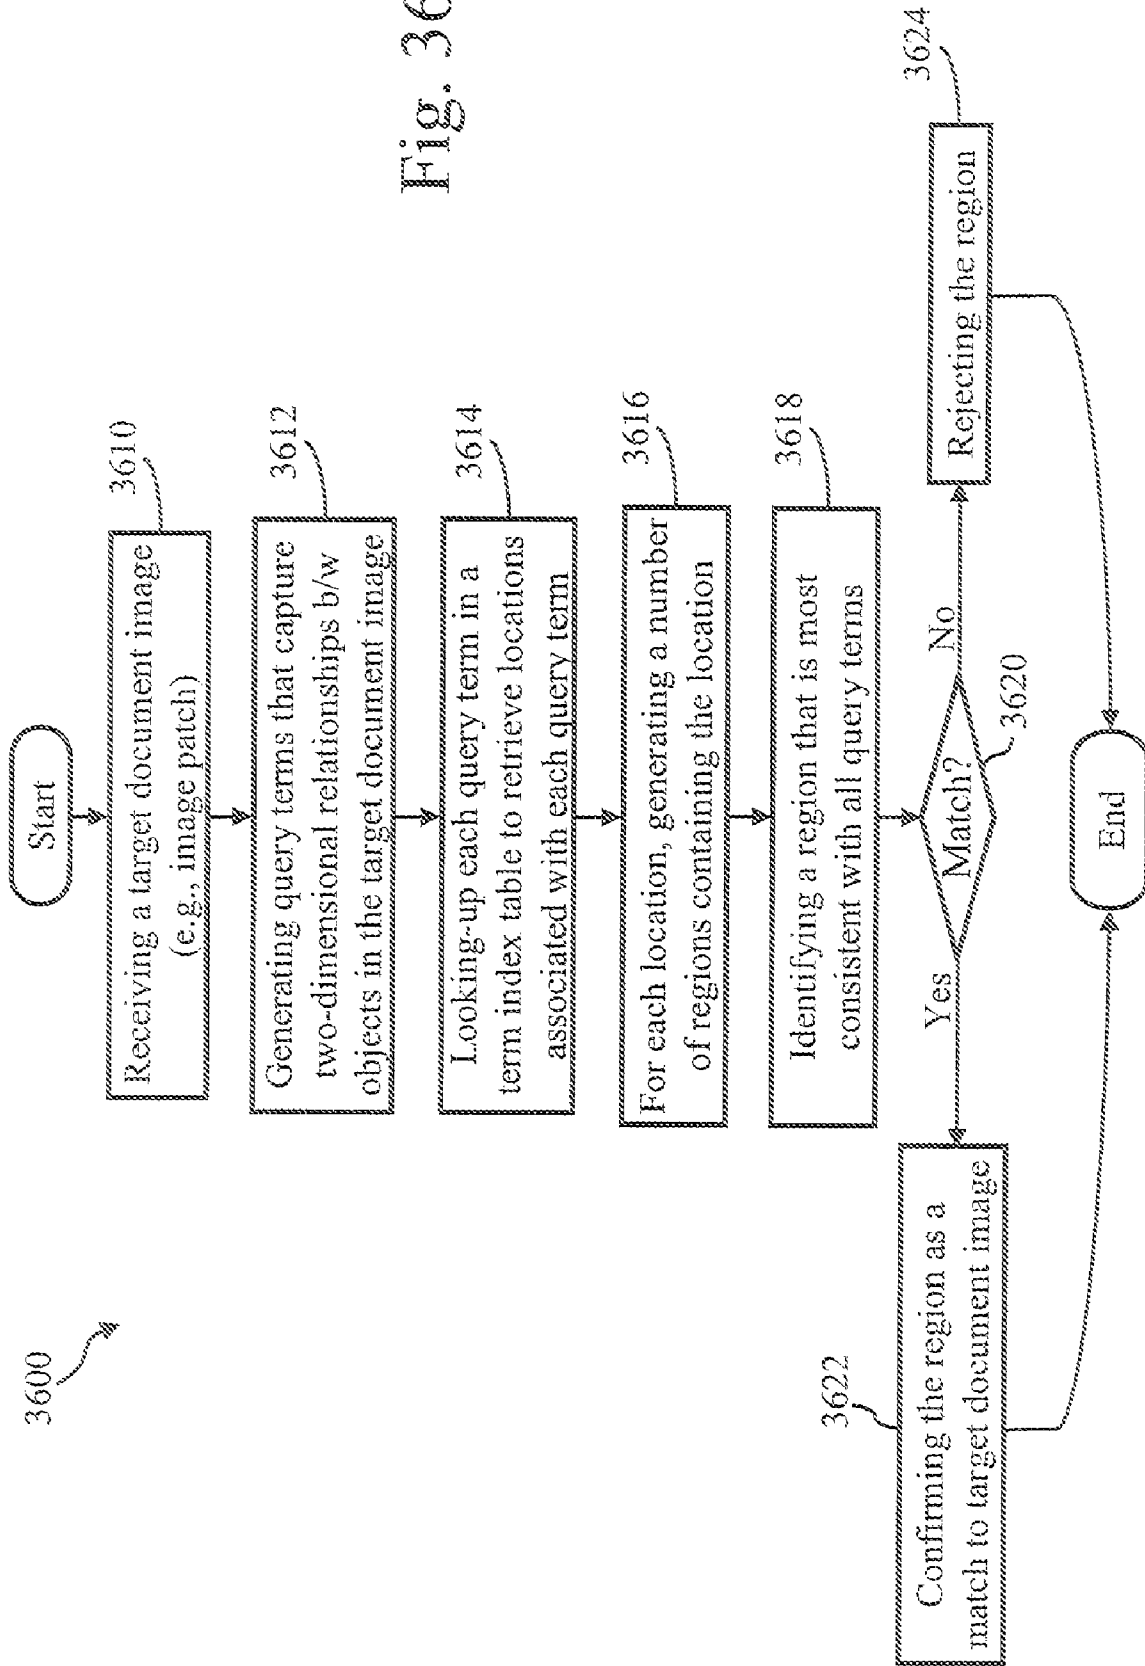 3600
Start
3610
Receiving a target document image
(e.g., image patch)
3612
Generating query terms that capture
two-dimensional relationships b/w
objects in the target document image
3614
Looking-up each query term in a
term index table to retrieve locations
associated with each query term
3616
For each location, generating a number
of regions containing the location
3618
Identifying a region that is most
consistent with all query terms
Match?
3620
Yes
No
3622
Confirming the region as a
match to target document image
3624
Rejecting the region
End
Fig. 36